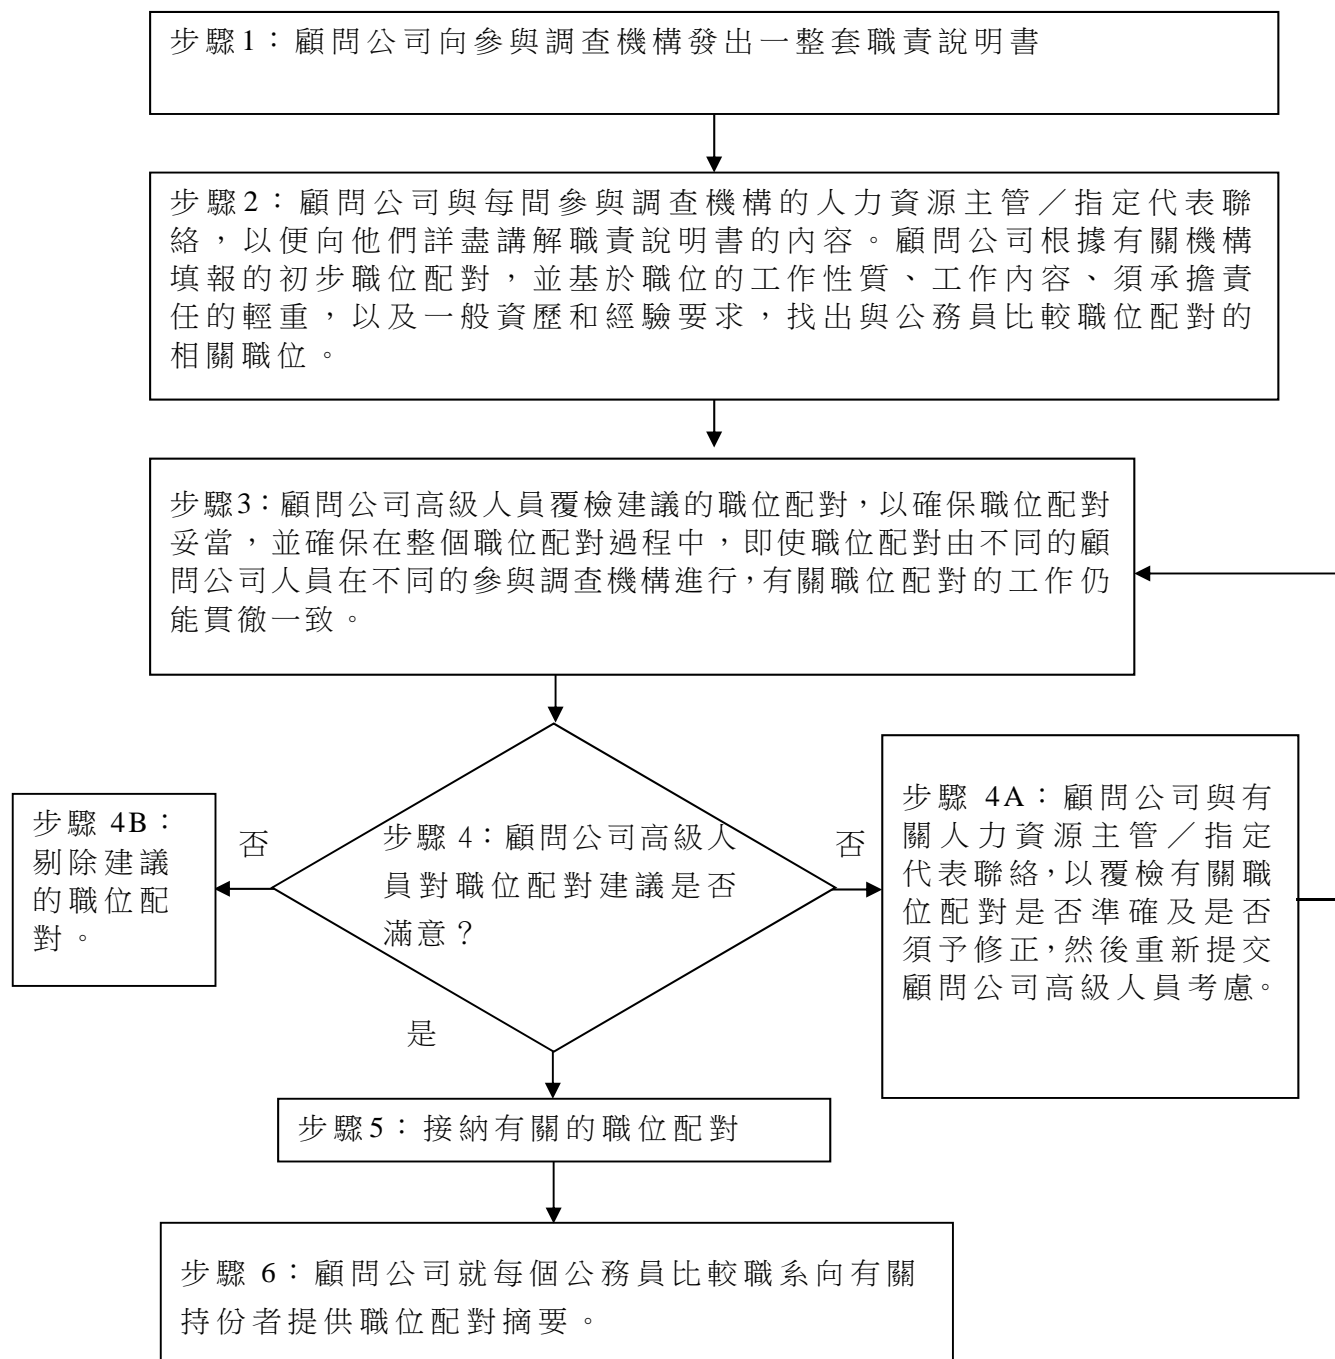 步驟1：顧問公司向參與調查機構發出一整套職責說明書
步驟2：顧問公司與每間參與調查機構的人力資源主管／指定代表聯
絡，以便向他們詳盡講解職責說明書的內容。顧問公司根據有關機構
填報的初步職位配對，並基於職位的工作性質、工作內容、須承擔責
任的輕重，以及一般資歷和經驗要求，找出與公務員比較職位配對的
相關職位。
步驟3：顧問公司高級人員覆檢建議的職位配對，以確保職位配對
妥當，並確保在整個職位配對過程中，即使職位配對由不同的顧
問公司人員在不同的參與調查機構進行，有關職位配對的工作仍
能貫徹一致。
步驟 4：顧問公司高級人
員對職位配對建議是否
滿意？
否
步驟 4B：
剔除建議
的職位配
對。
否
步驟 4A：顧問公司與有
關人力資源主管／指定
代表聯絡，以覆檢有關職
位配對是否準確及是否
須予修正，然後重新提交
顧問公司高級人員考慮。
是
步驟5：接納有關的職位配對
步驟 6：顧問公司就每個公務員比較職系向有關
持份者提供職位配對摘要。